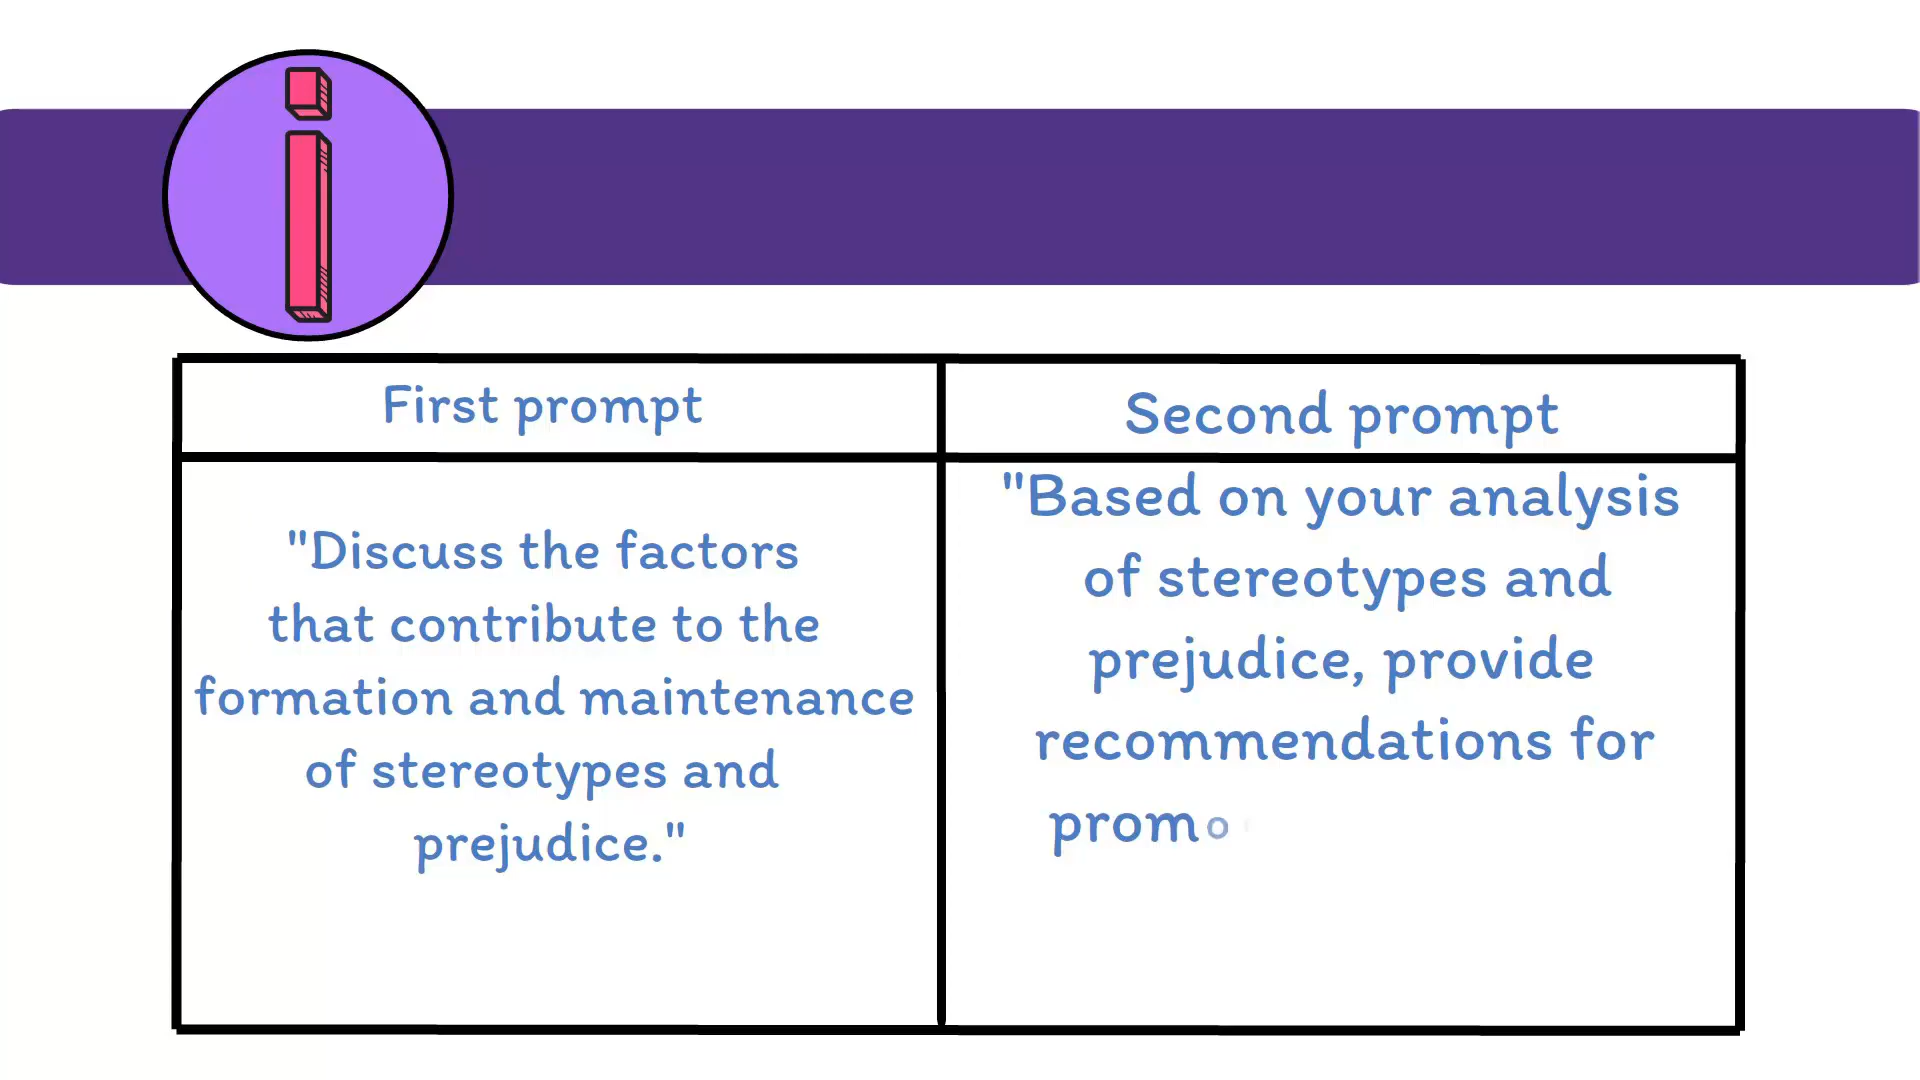 i
First prompt
Second prompt
"Discuss the factors
that contribute to the
formation and maintenance
of stereotypes and
prejudice."
"Based on your analysis
of stereotypes and
prejudice, provide
recommendations for
promo